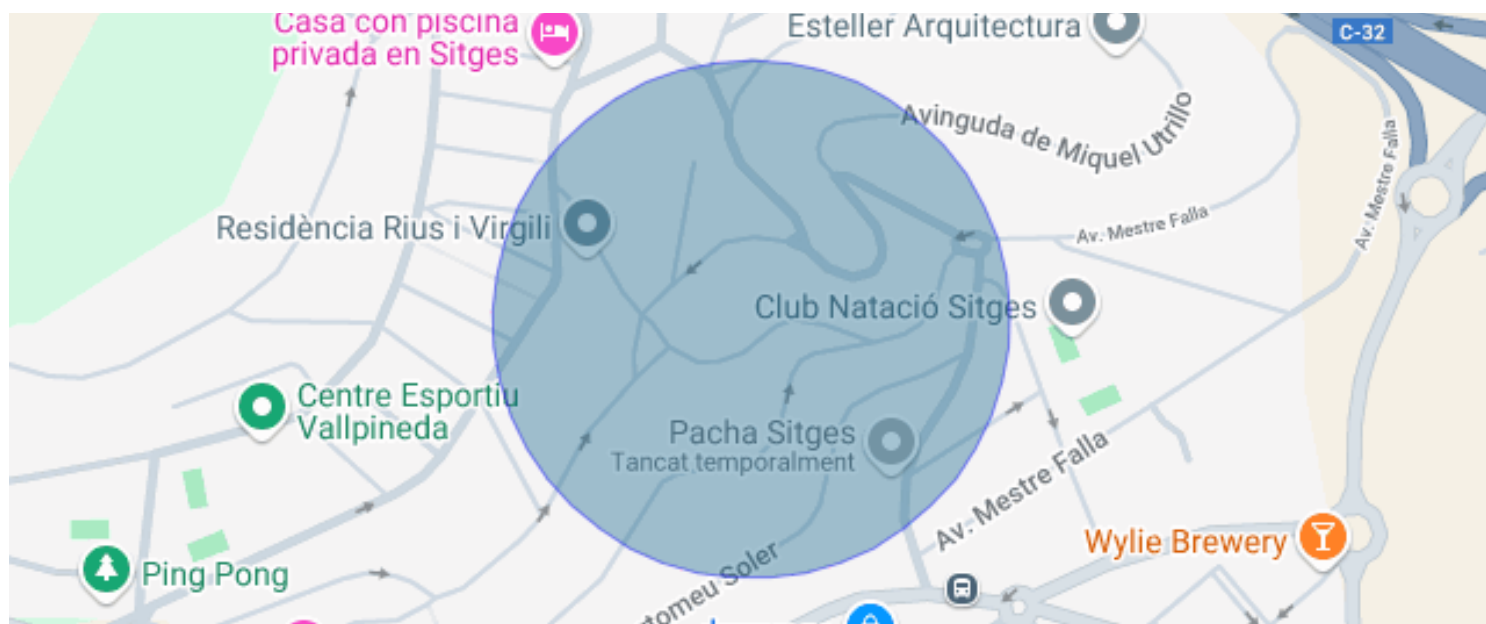 Casa con piscina
privada en Sitges
Esteller Arquitectura
C-32
Avinguda de Miquel Utrillo
Av. Mestre Falla
Residència Rius i Virgili
Av. Mestre Falla
Club Natació Sitges
Centre Esportiu
Vallpineda
Pacha Sitges
Tancat temporalment
Av. Mestre Falla
Wylie Brewery
Ping Pong
Soler